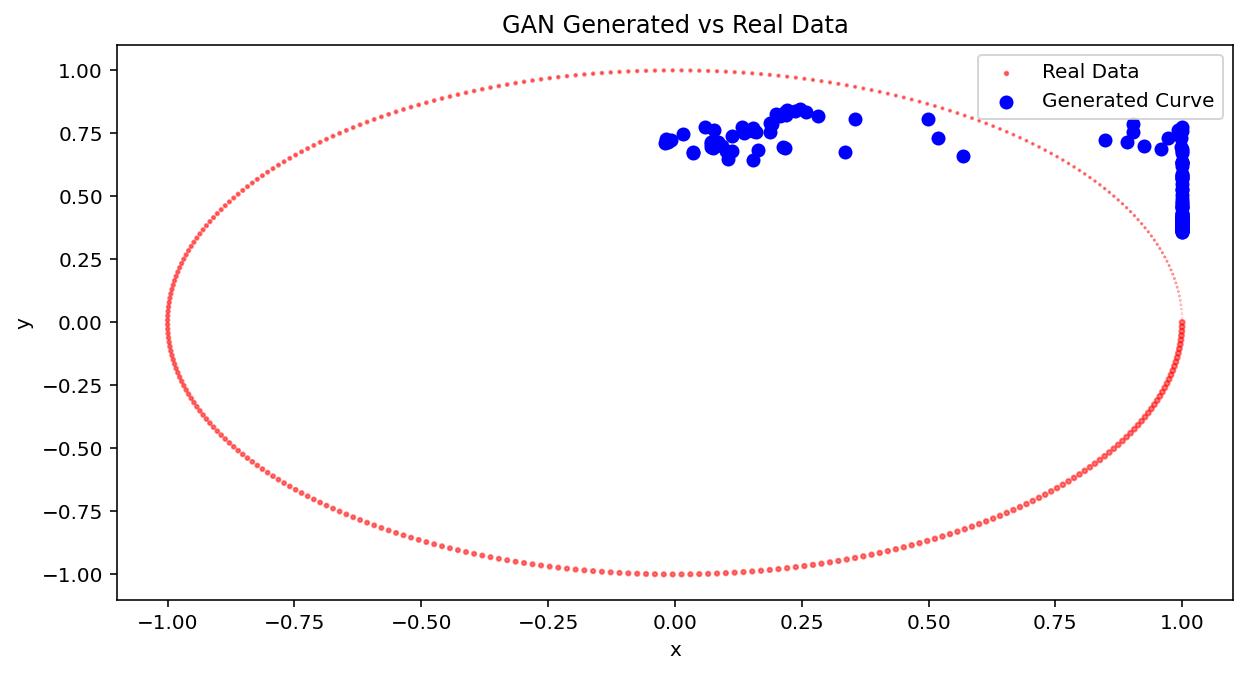 GAN Generated vs Real Data
Real Data
Generated Curve
1.00
0.75
0.50
0.25
0.00
−0.25
−0.50
−0.75
−1.00
y
−1.00 −0.75 −0.50 −0.25 0.00 0.25 0.50 0.75 1.00
x